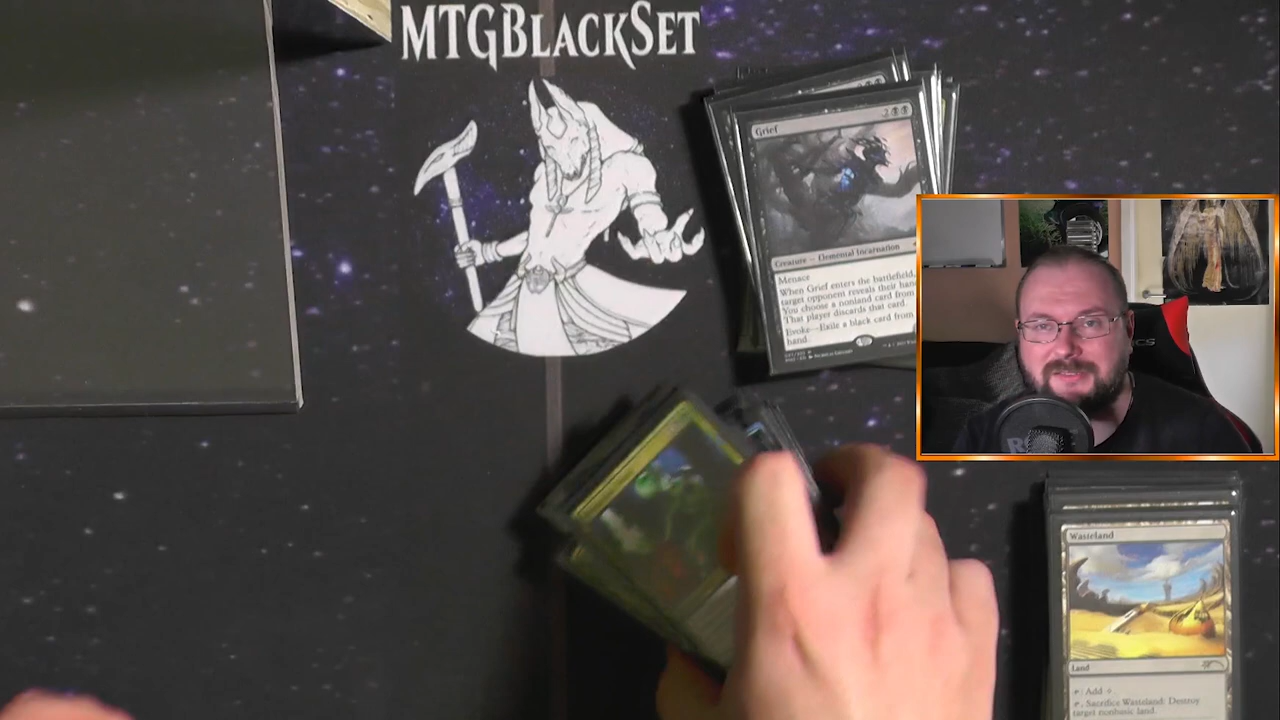 MTGBLACKSET
Grief
Creature — Elemental Incarnation
Menace
When Grief enters the battlefield,
target opponent reveals their hand
You choose a nonland card from
That player discards that card.
Evoke—Exile a black card from
hand.
Wasteland
Land
: Add
, Sacrifice Wasteland: Destroy
target nonbasic land.